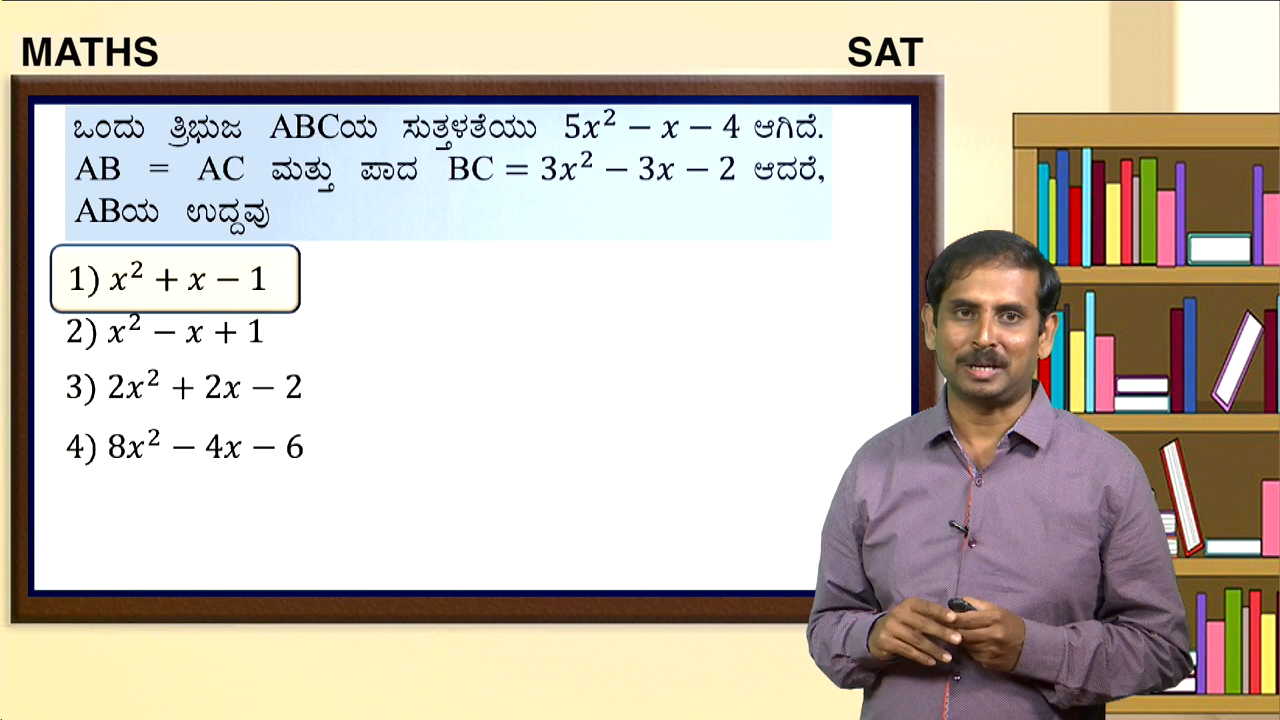 MATHS
SAT
ಒಂದು ತ್ರಿಭುಜ ABCಯ ಸುತ್ತಳತೆಯು 5x² − x − 4 ಆಗಿದೆ.
AB = AC ಮತ್ತು ಪಾದ BC = 3x² − 3x − 2 ಆದರೆ,
ABಯ ಉದ್ದವು
1) x² + x − 1
2) x² − x + 1
3) 2x² + 2x − 2
4) 8x² − 4x − 6